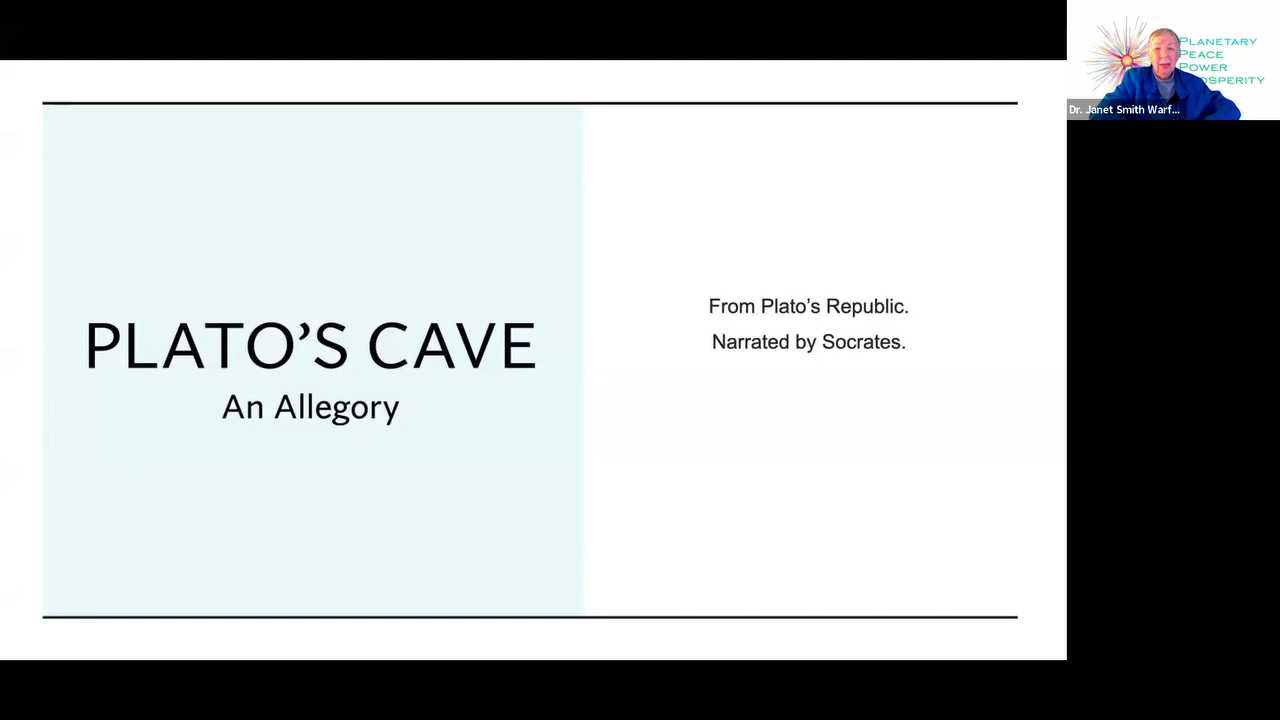 PLATO’S CAVE
An Allegory
From Plato’s Republic.
Narrated by Socrates.
PLANETARY
PEACE
POWER
OSPERITY
Dr. Janet Smith Warf...